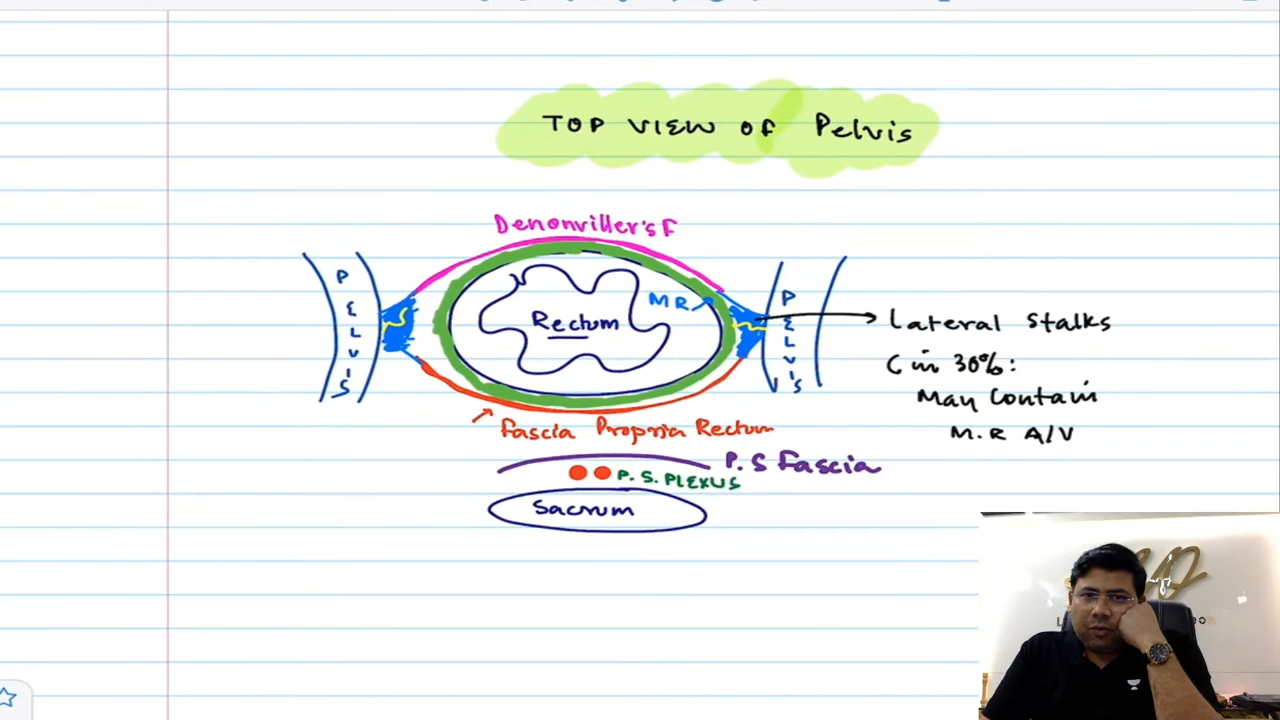 TOP VIEW OF Pelvis
Denonviller's F
PELVIS
MR
PELVIS
Rectum
Lateral Stalks
C in 30%:
May Contain
M.R A/V
Fascia Propria Rectum
P.S Fascia
P.S.PLEXUS
Sacrum